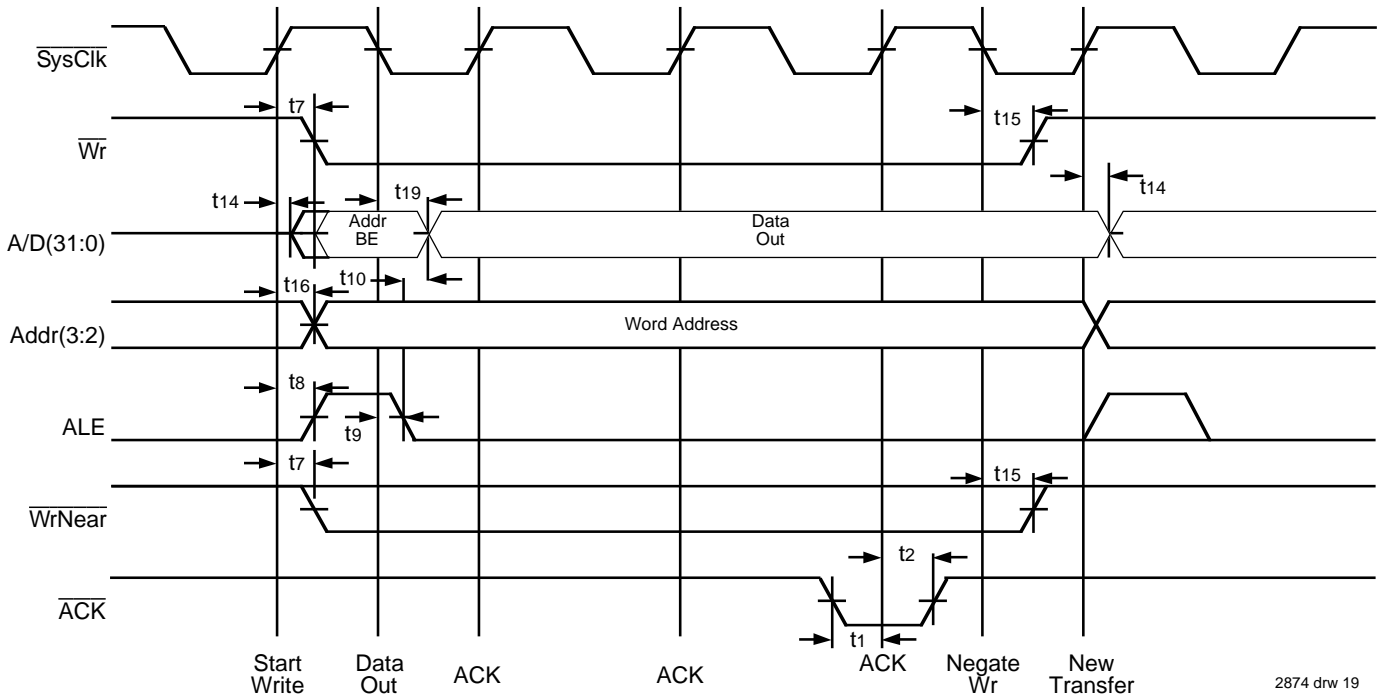 SysClk
t7
t15
Wr
t14
t19
t14
Addr
BE
Data
Out
A/D(31:0)
t16
t10
Addr(3:2)
Word Address
t8
ALE
t9
t7
t15
WrNear
t2
ACK
t1
Start
Write
Data
Out
ACK
ACK
ACK
Negate
Wr
New
Transfer
2874 drw 19